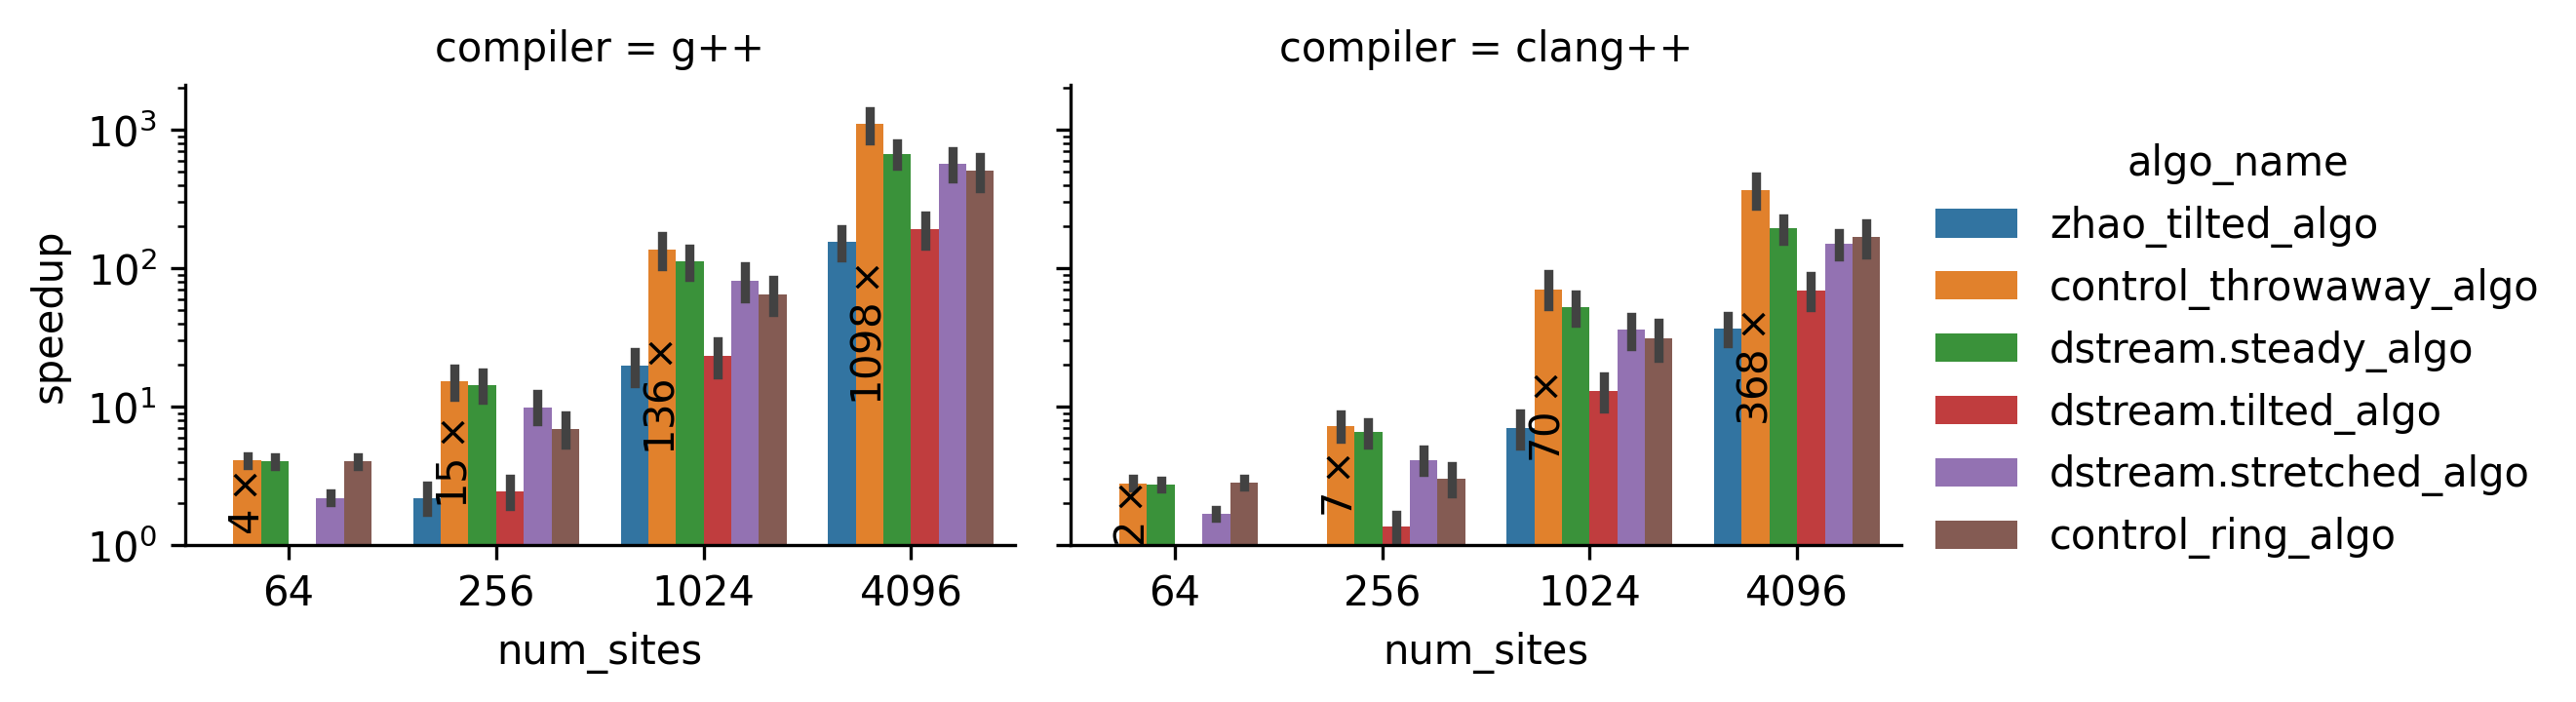 compiler = g++
compiler = clang++
speedup
10³
10²
10¹
10⁰
4 ×
15 ×
136 ×
1098 ×
2 ×
7 ×
70 ×
368 ×
64 256 1024 4096
64 256 1024 4096
num_sites
num_sites
algo_name
zhao_tilted_algo
control_throwaway_algo
dstream.steady_algo
dstream.tilted_algo
dstream.stretched_algo
control_ring_algo